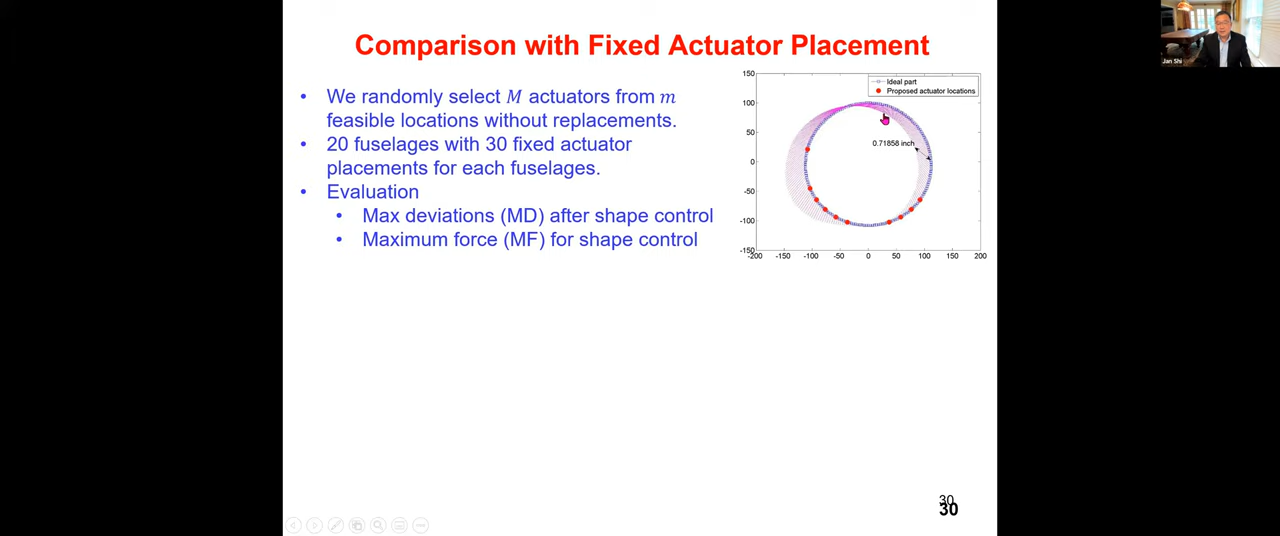 Comparison with Fixed Actuator Placement
• We randomly select M actuators from m
feasible locations without replacements.
• 20 fuselages with 30 fixed actuator
placements for each fuselages.
• Evaluation
• Max deviations (MD) after shape control
• Maximum force (MF) for shape control
Ideal part
Proposed actuator locations
0.71858 inch
150
100
50
0
-50
-100
-150
-200 -150 -100 -50 0 50 100 150 200
Jan Shi
30
30